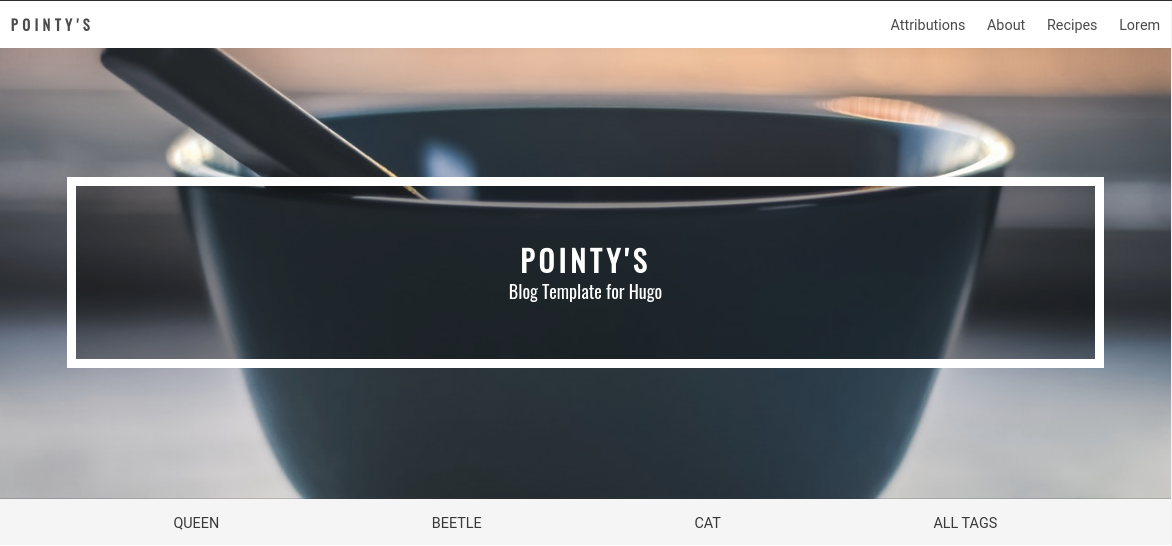 POINTY'S
Attributions About Recipes Lorem
POINTY'S
Blog Template for Hugo
QUEEN BEETLE CAT ALL TAGS